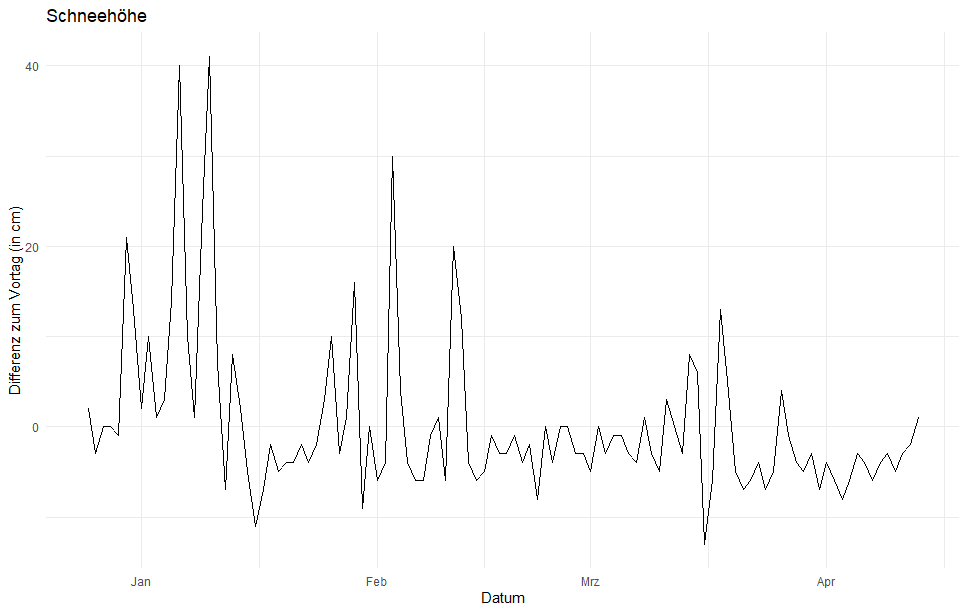 Schneehöhe
Differenz zum Vortag (in cm)
40
20
0
Jan
Feb
Mrz
Apr
Datum